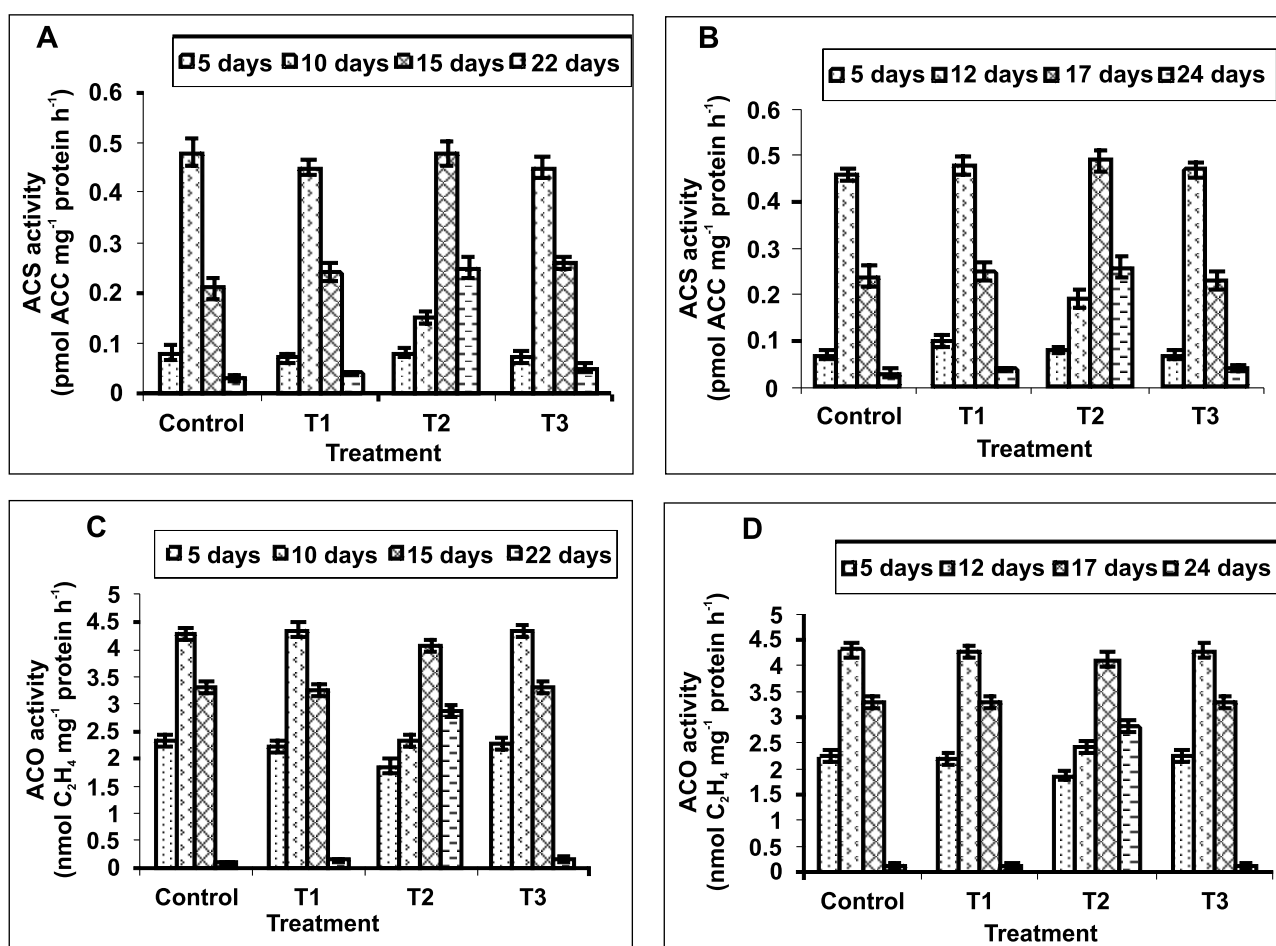 A
5 days 10 days 15 days 22 days
ACS activity
(pmol ACC mg⁻¹ protein h⁻¹)
0.6
0.5
0.4
0.3
0.2
0.1
0
Control T1 T2 T3
Treatment
B
5 days 12 days 17 days 24 days
ACS activity
(pmol ACC mg⁻¹ protein h⁻¹)
0.6
0.5
0.4
0.3
0.2
0.1
0
Control T1 T2 T3
Treatment
C
5 days 10 days 15 days 22 days
ACO activity
(nmol C₂H₄ mg⁻¹ protein h⁻¹)
5
4.5
4
3.5
3
2.5
2
1.5
1
0.5
0
Control T1 T2 T3
Treatment
D
5 days 12 days 17 days 24 days
ACO activity
(nmol C₂H₄ mg⁻¹ protein h⁻¹)
5
4.5
4
3.5
3
2.5
2
1.5
1
0.5
0
Control T1 T2 T3
Treatment